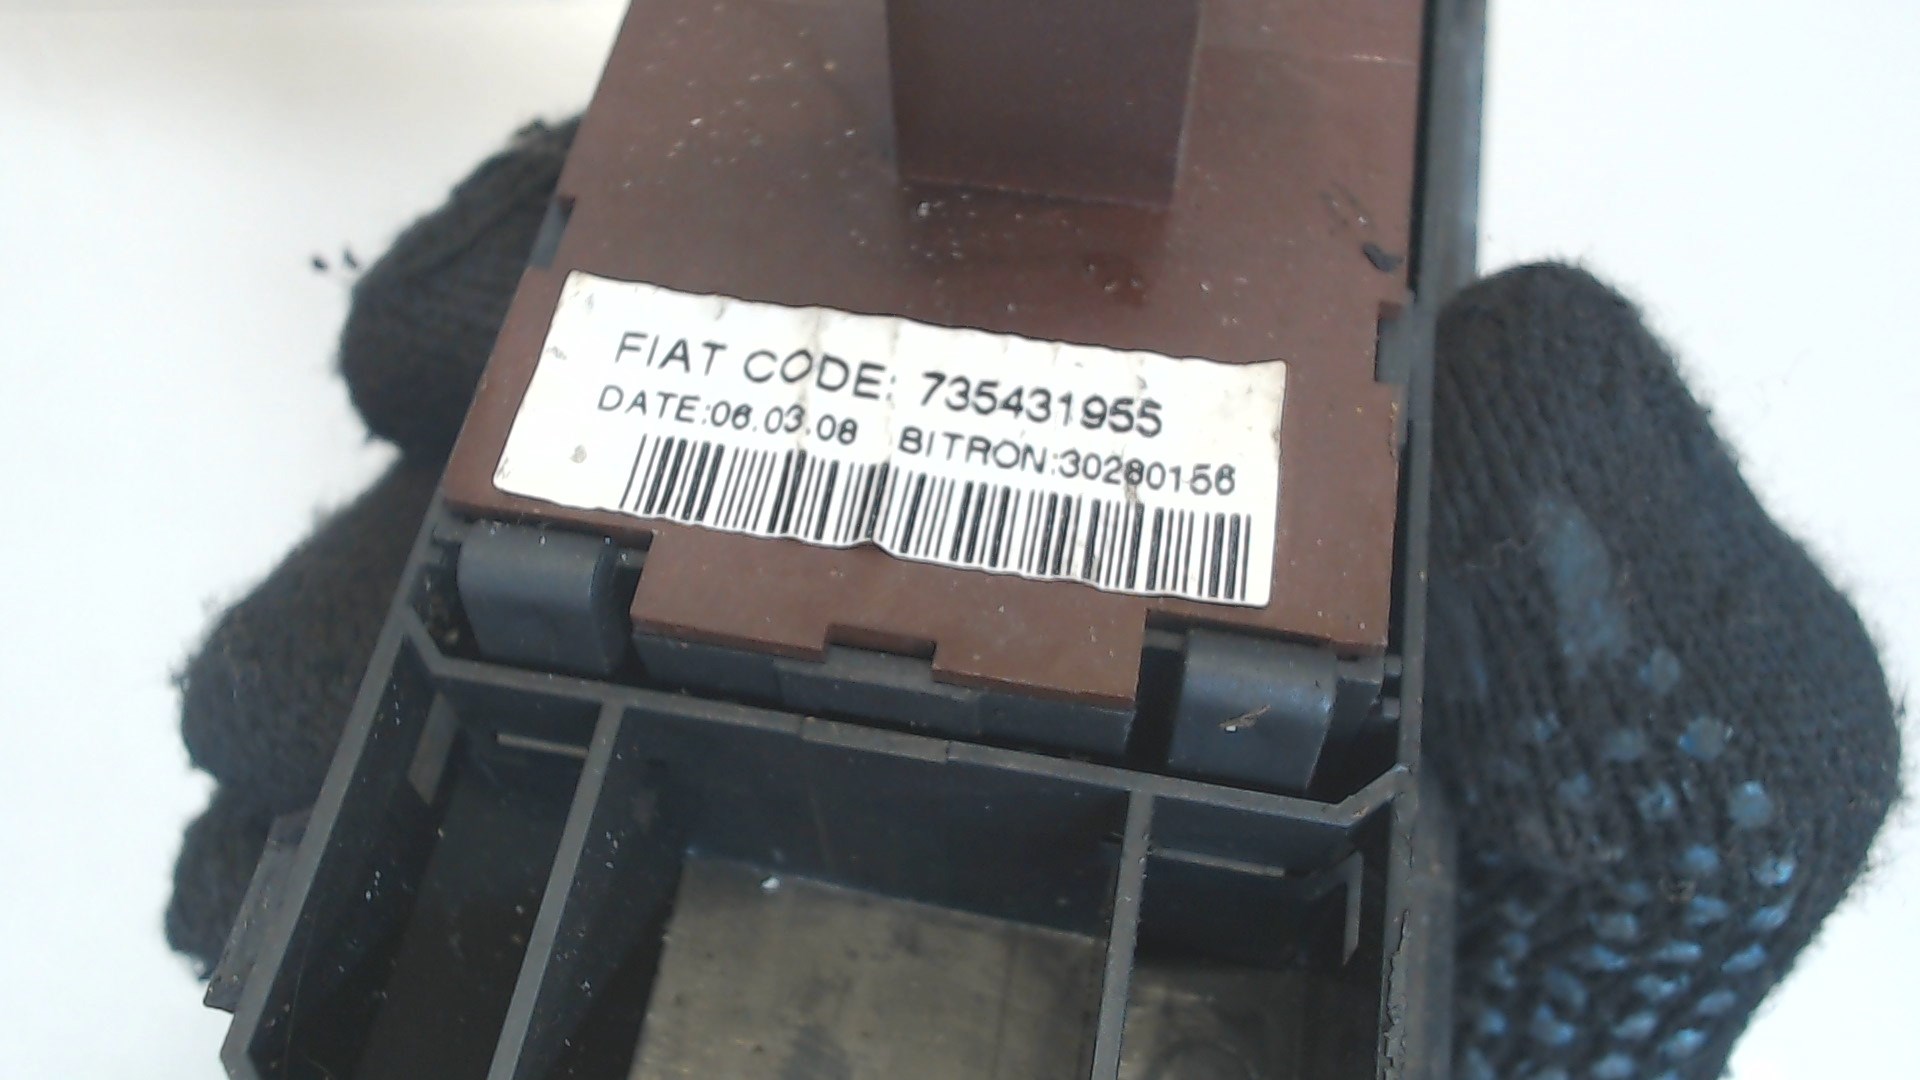 FIAT CODE: 735431955
DATE:06.03.08 BITRON:30280156